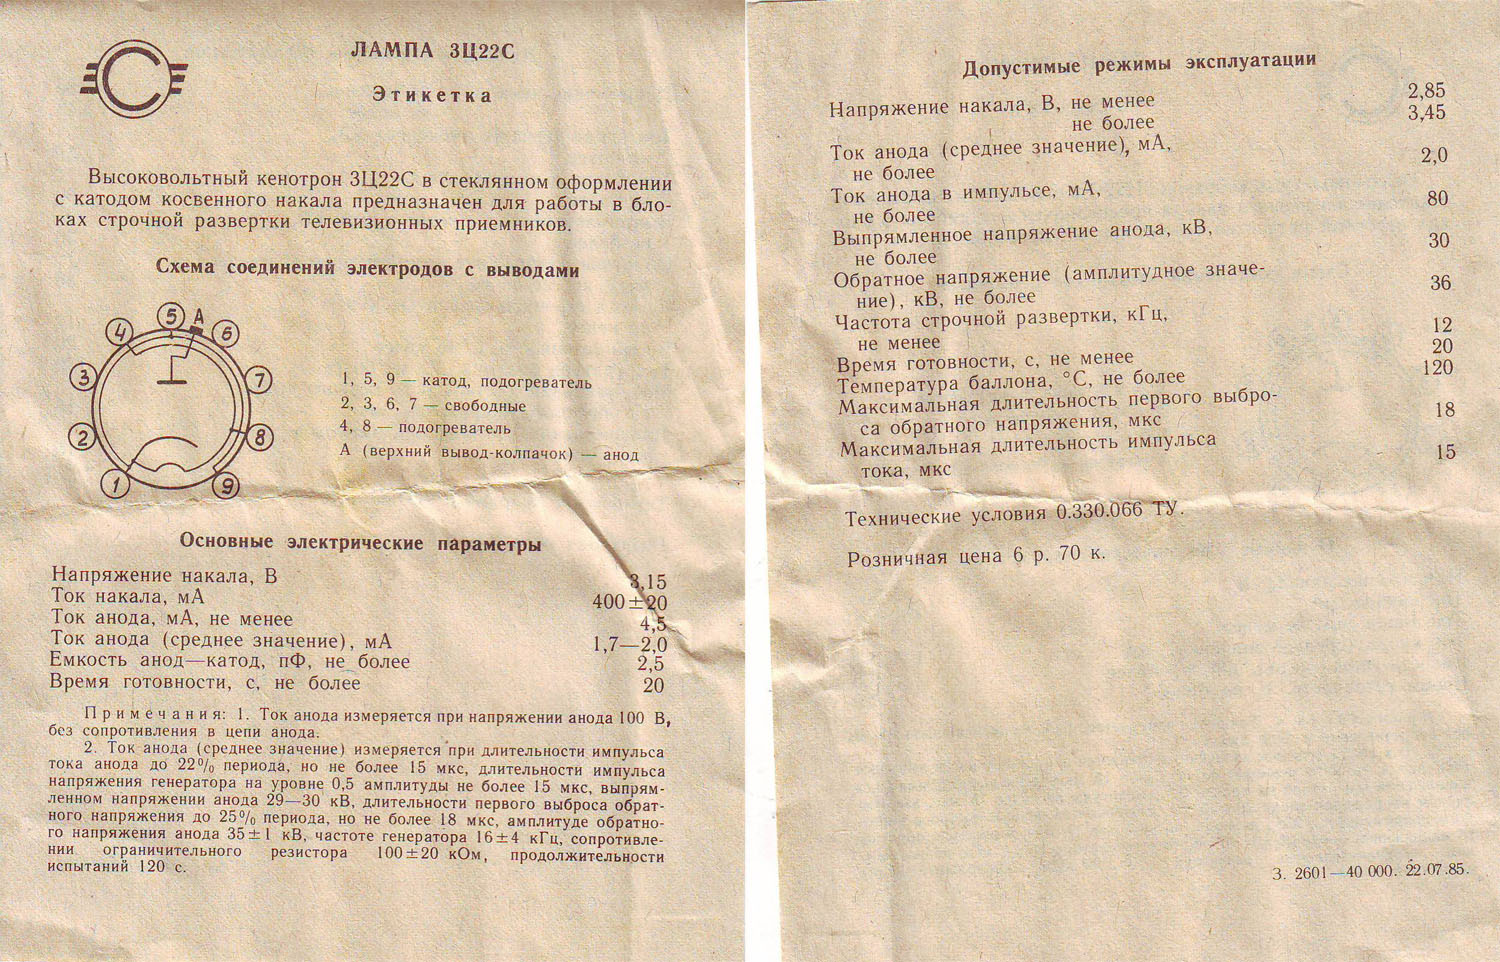 ЛАМПА 3Ц22С
Этикетка
Высоковольтный кенотрон 3Ц22С в стеклянном оформлении
с катодом косвенного накала предназначен для работы в бло-
ках строчной развертки телевизионных приемников.
Схема соединений электродов с выводами
5 А
4 6
3 7
2 8
1 9
1, 5, 9 — катод, подогреватель
2, 3, 6, 7 — свободные
4, 8 — подогреватель
А (верхний вывод-колпачок) — анод
Основные электрические параметры
Напряжение накала, В 3,15
Ток накала, мА 400±20
Ток анода, мА, не менее 4,5
Ток анода (среднее значение), мА 1,7—2,0
Емкость анод—катод, пФ, не более 2,5
Время готовности, с, не более 20
Примечания: 1. Ток анода измеряется при напряжении анода 100 В,
без сопротивления в цепи анода.
2. Ток анода (среднее значение) измеряется при длительности импульса
тока анода до 22% периода, но не более 15 мкс, длительности импульса
напряжения генератора на уровне 0,5 амплитуды не более 15 мкс, выпрям-
ленном напряжении анода 29—30 кВ, длительности первого выброса обрат-
ного напряжения до 25% периода, но не более 18 мкс, амплитуде обратно-
го напряжения анода 35±1 кВ, частоте генератора 16±4 кГц, сопротивле-
нии ограничительного резистора 100±20 кОм, продолжительности
испытаний 120 с.
Допустимые режимы эксплуатации
Напряжение накала, В, не менее 2,85
не более 3,45
Ток анода (среднее значение), мА,
не более 2,0
Ток анода в импульсе, мА,
не более 80
Выпрямленное напряжение анода, кВ,
не более 30
Обратное напряжение (амплитудное значе-
ние), кВ, не более 36
Частота строчной развертки, кГц,
не менее 12
Время готовности, с, не менее 20
Температура баллона, °С, не более 120
Максимальная длительность первого выбро-
са обратного напряжения, мкс 18
Максимальная длительность импульса
тока, мкс 15
Технические условия 0.330.066 ТУ.
Розничная цена 6 р. 70 к.
З. 2601—40 000. 22.07.85.